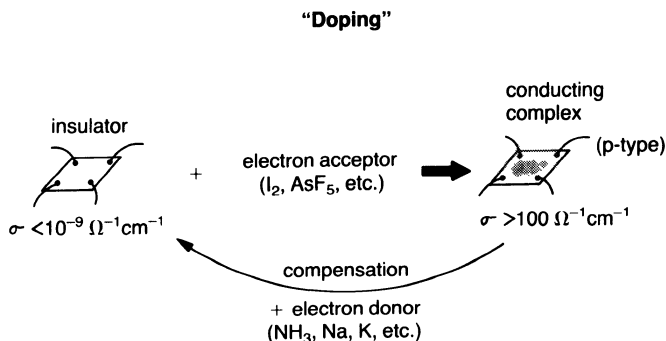 “Doping”
insulator
σ <10⁻⁹ Ω⁻¹cm⁻¹
+
electron acceptor
(I₂, AsF₅, etc.)
conducting
complex
(p-type)
σ >100 Ω⁻¹cm⁻¹
compensation
+ electron donor
(NH₃, Na, K, etc.)